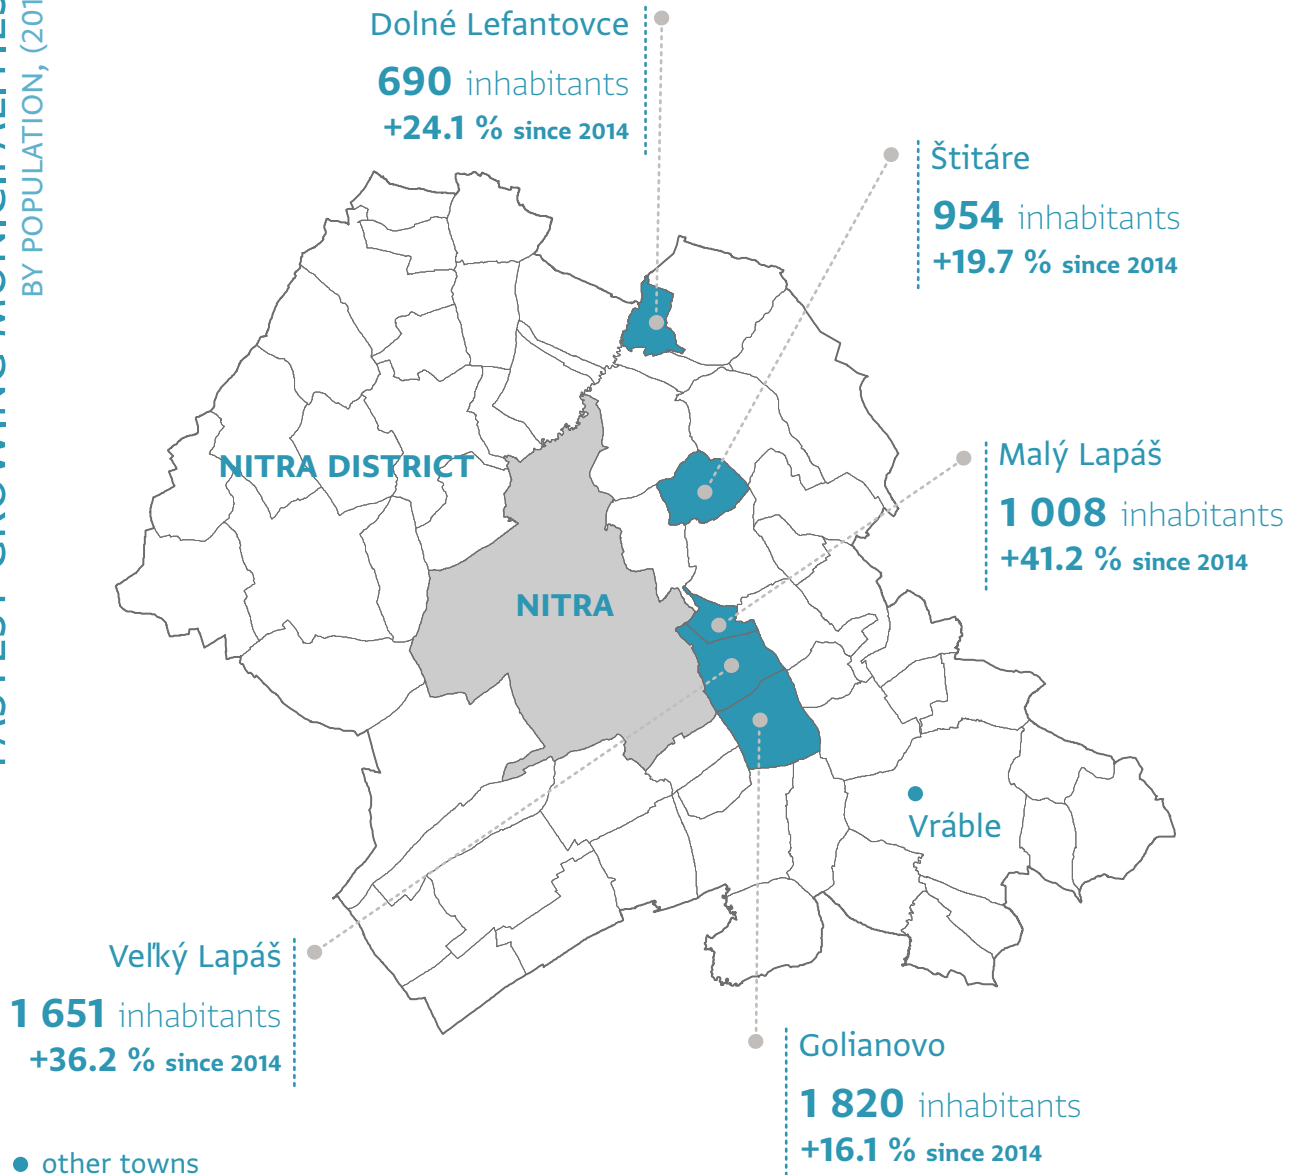 BY POPULATION, (201
Dolné Lefantovce
690 inhabitants
+24.1 % since 2014
Štitáre
954 inhabitants
+19.7 % since 2014
NITRA DISTRICT
Malý Lapáš
1 008 inhabitants
+41.2 % since 2014
NITRA
Vráble
Veľký Lapáš
1 651 inhabitants
+36.2 % since 2014
Golianovo
1 820 inhabitants
+16.1 % since 2014
other towns